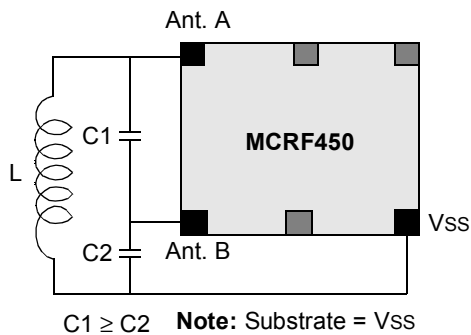 Ant. A
MCRF450
C1
L
VSS
C2
Ant. B
C1 ≥ C2 Note: Substrate = VSS